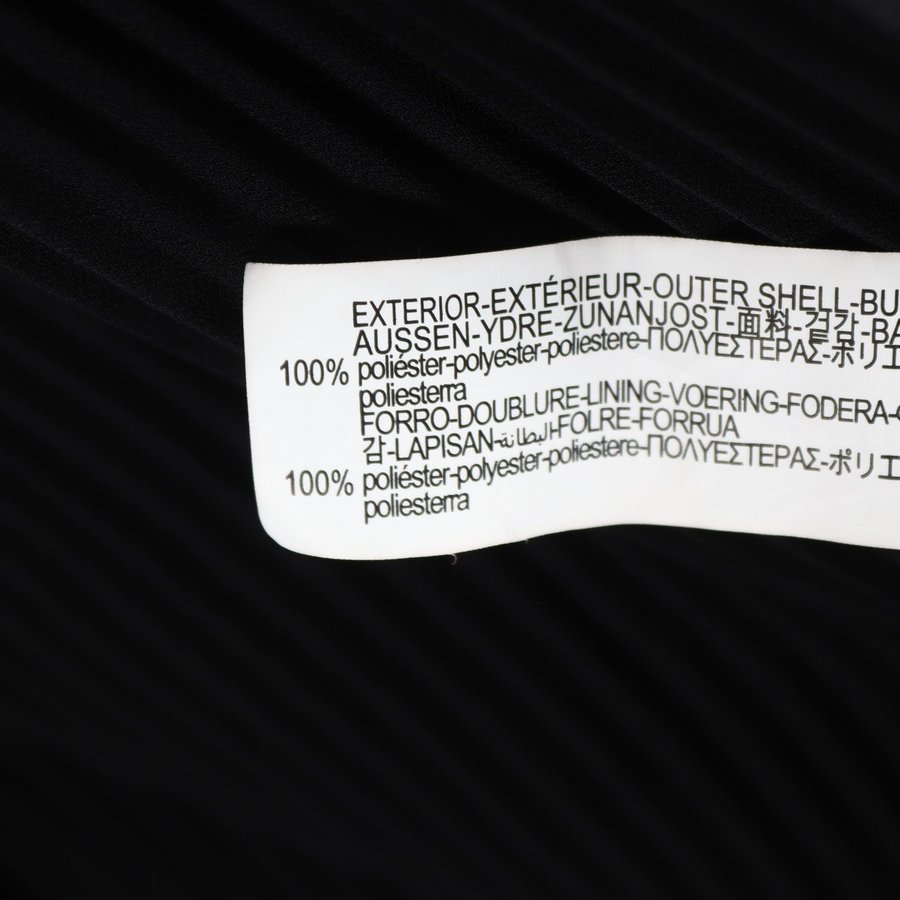 EXTERIOR-EXTÉRIEUR-OUTER SHELL-BU
AUSSEN-YDRE-ZUNANJOST-面料-겉감-BA
100% poliéster-polyester-poliestere-ΠΟΛΥΕΣΤΕΡΑΣ-ポリエ
poliesterra
FORRO-DOUBLURE-LINING-VOERING-FODERA-
감-LAPISAN-البطانة-FOLRE-FORRUA
100% poliéster-polyester-poliestere-ΠΟΛΥΕΣΤΕΡΑΣ-ポリエ
poliesterra